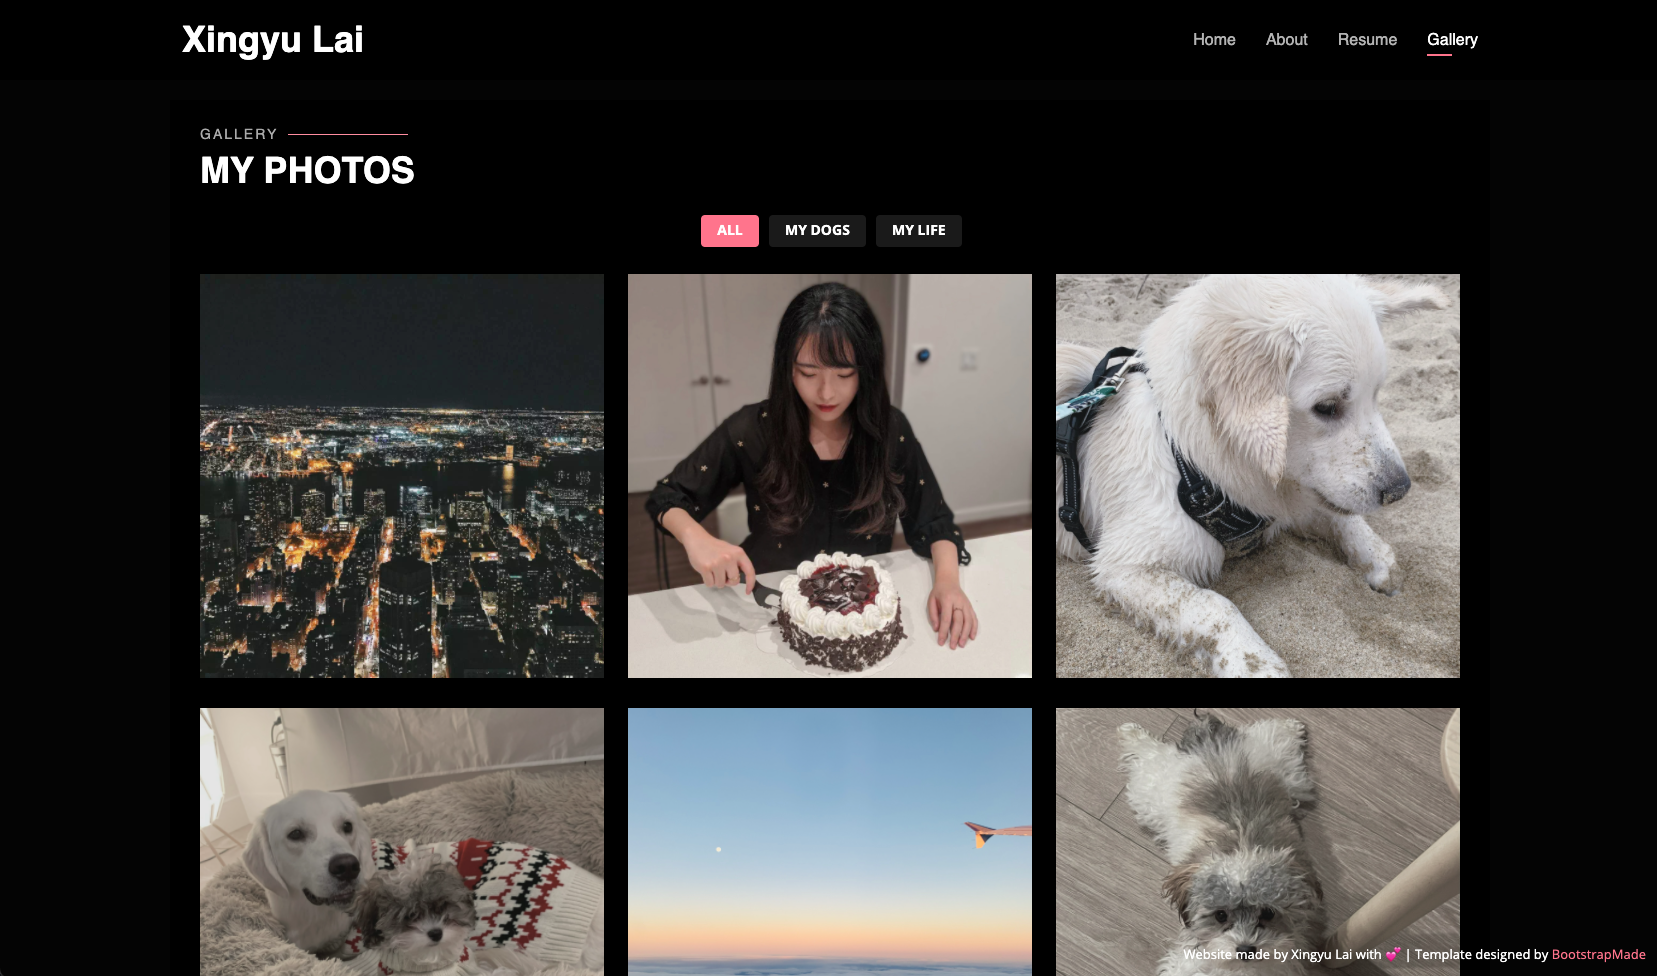 Xingyu Lai
Home About Resume Gallery
GALLERY
MY PHOTOS
ALL MY DOGS MY LIFE
Website made by Xingyu Lai with 💕 | Template designed by BootstrapMade